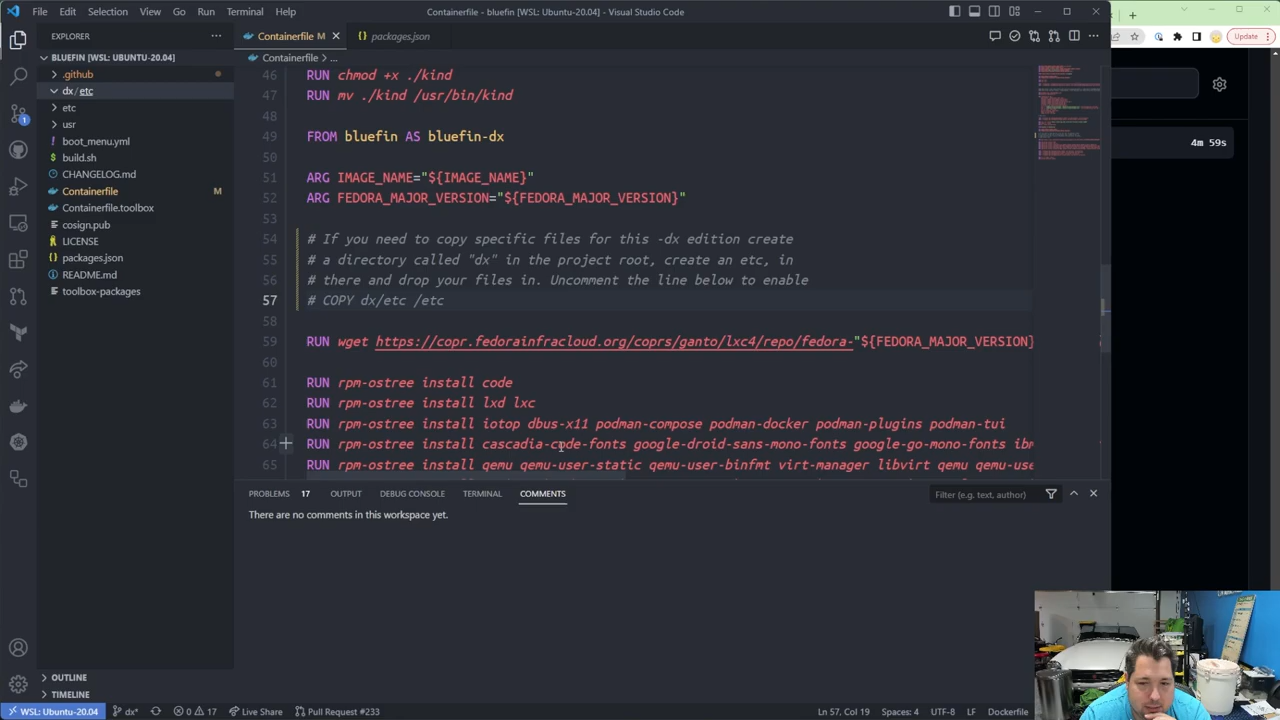 File Edit Selection View Go Run Terminal Help
Containerfile - bluefin [WSL: Ubuntu-20.04] - Visual Studio Code
Update
EXPLORER
Containerfile M
packages.json
BLUEFIN [WSL: UBUNTU-20.04]
Containerfile > ...
.github
dx / etc
etc
usr
boot_menu.yml
build.sh
CHANGELOG.md
Containerfile M
Containerfile.toolbox
cosign.pub
LICENSE
packages.json
README.md
toolbox-packages
RUN chmod +x ./kind
RUN mv ./kind /usr/bin/kind
49 FROM bluefin AS bluefin-dx
50
51 ARG IMAGE_NAME="${IMAGE_NAME}"
52 ARG FEDORA_MAJOR_VERSION="${FEDORA_MAJOR_VERSION}"
53
54 # If you need to copy specific files for this -dx edition create
55 # a directory called "dx" in the project root, create an etc, in
56 # there and drop your files in. Uncomment the line below to enable
57 # COPY dx/etc /etc
58
59 RUN wget https://copr.fedorainfracloud.org/coprs/ganto/lxc4/repo/fedora-"${FEDORA_MAJOR_VERSION}
60
61 RUN rpm-ostree install code
62 RUN rpm-ostree install lxd lxc
63 RUN rpm-ostree install iotop dbus-x11 podman-compose podman-docker podman-plugins podman-tui
64 RUN rpm-ostree install cascadia-code-fonts google-droid-sans-mono-fonts google-go-mono-fonts ibm
65 RUN rpm-ostree install qemu qemu-user-static qemu-user-binfmt virt-manager libvirt qemu qemu-use
4m 59s
PROBLEMS 17 OUTPUT DEBUG CONSOLE TERMINAL COMMENTS
Filter (e.g. text, author)
There are no comments in this workspace yet.
OUTLINE
TIMELINE
WSL: Ubuntu-20.04 dx* 0 17 Live Share Pull Request #233 Ln 57, Col 19 Spaces: 4 UTF-8 LF Dockerfile